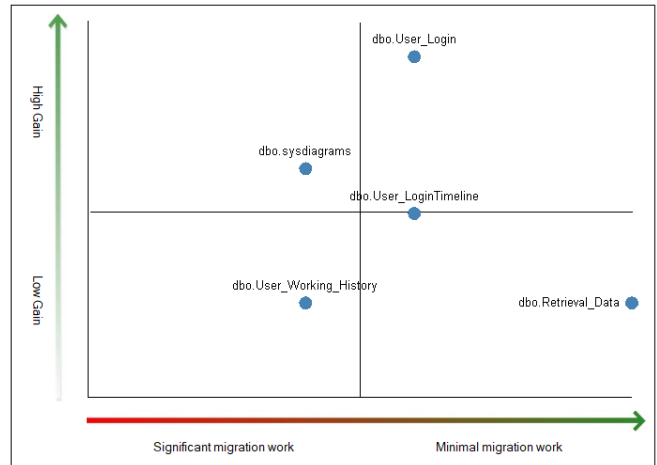 dbo.User_Login
High Gain
dbo.sysdiagrams
dbo.User_LoginTimeline
dbo.User_Working_History
Low Gain
dbo.Retrieval_Data
Significant migration work
Minimal migration work